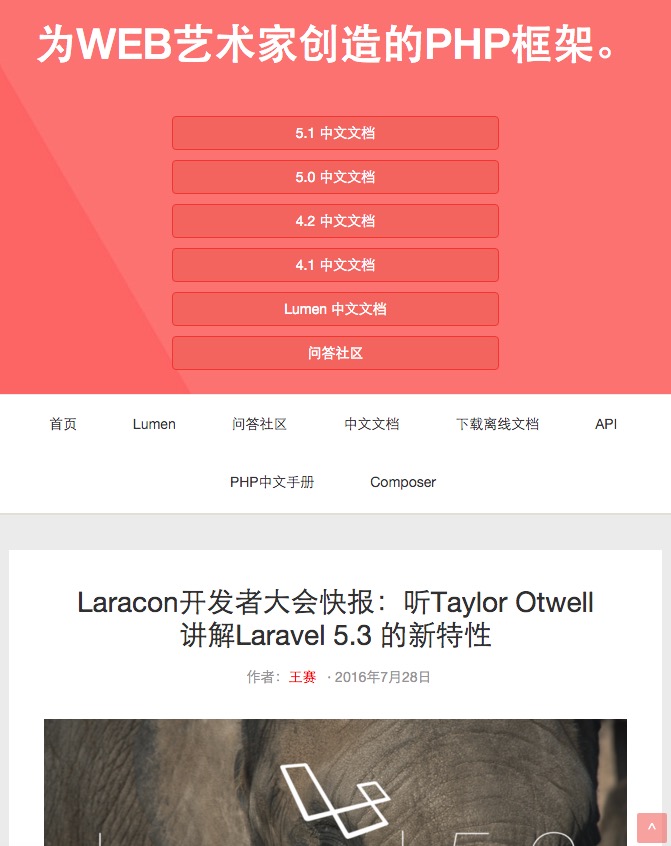 为WEB艺术家创造的PHP框架。
5.1 中文文档
5.0 中文文档
4.2 中文文档
4.1 中文文档
Lumen 中文文档
问答社区
首页 Lumen 问答社区 中文文档 下载离线文档 API
PHP中文手册 Composer
Laracon开发者大会快报：听Taylor Otwell
讲解Laravel 5.3 的新特性
作者：王赛 · 2016年7月28日